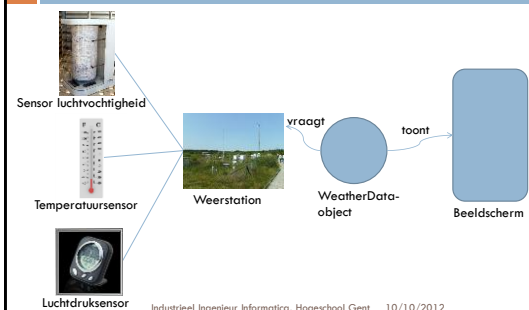 Sensor luchtvochtigheid
vraagt
toont
Temperatuursensor
Weerstation
WeatherData-
object
Beeldscherm
Luchtdruksensor
Industrieel Ingenieur Informatica, Hogeschool Gent 10/10/2012